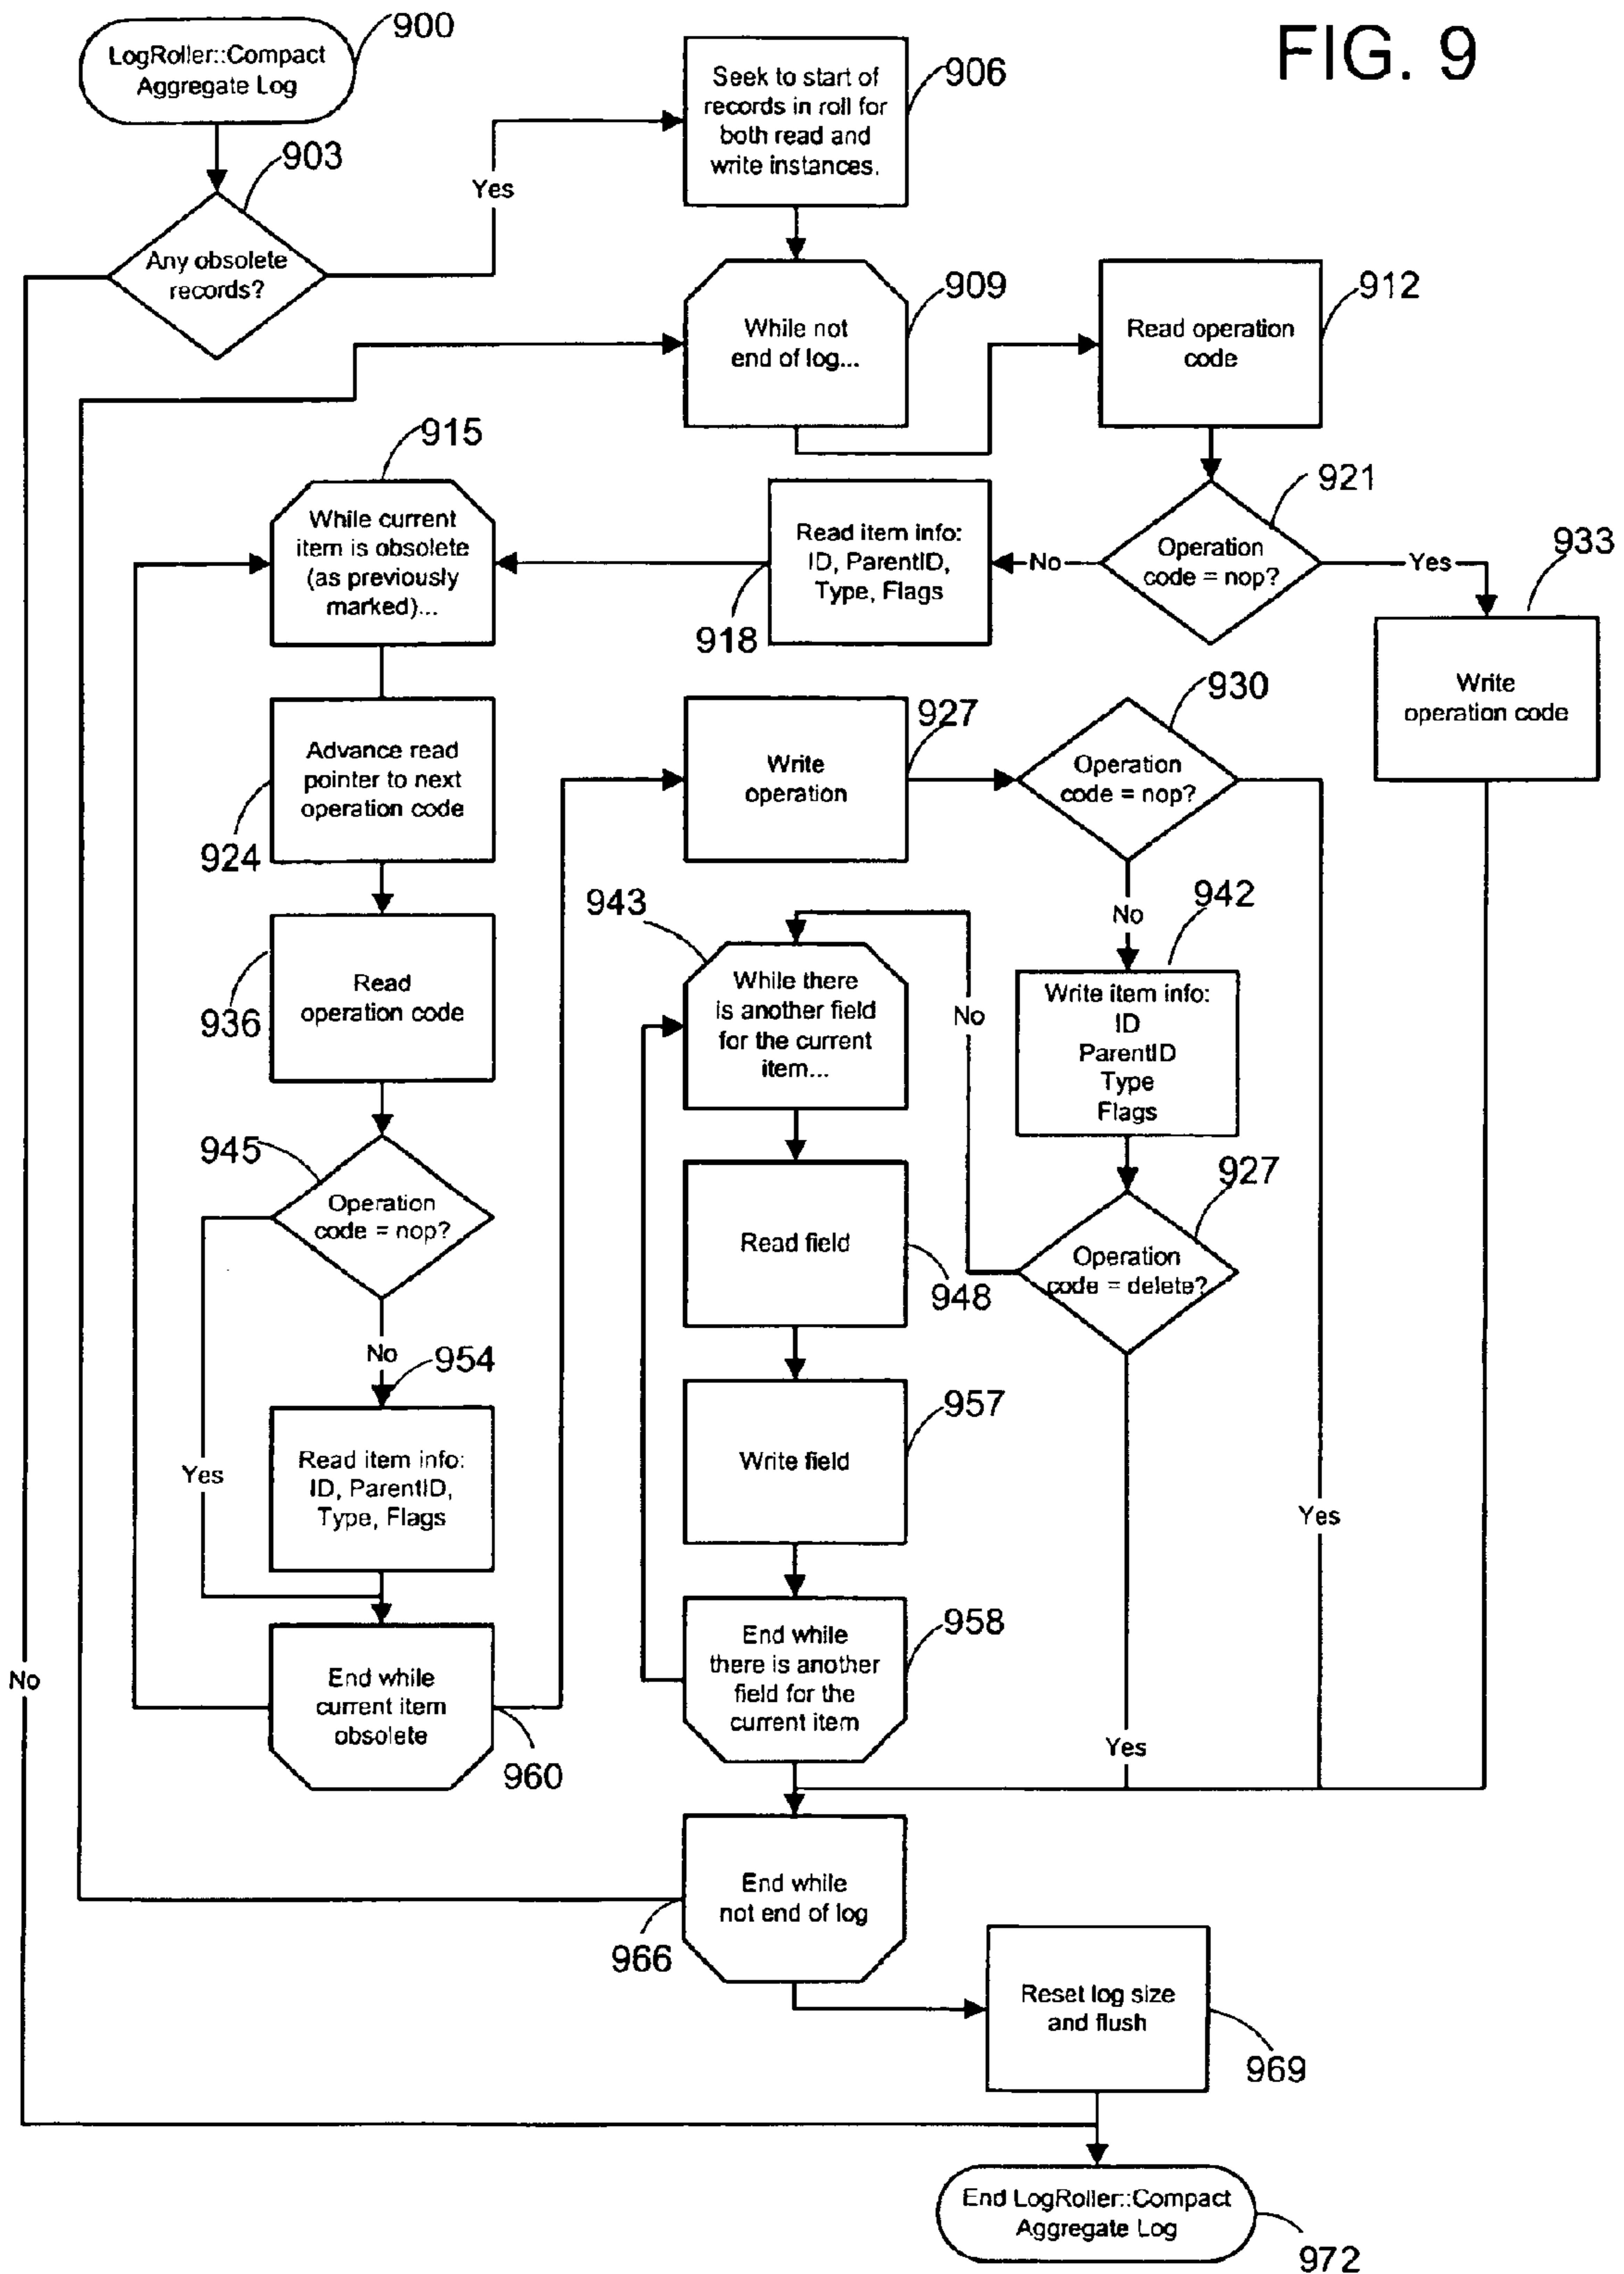 FIG. 9
900
LogRoller::Compact
Aggregate Log
903
Any obsolete
records?
Yes
No
906
Seek to start of
records in roll for
both read and
write instances.
909
While not
end of log...
912
Read operation
code
915
While current
item is obsolete
(as previously
marked)...
918
Read item info:
ID, ParentID,
Type, Flags
No
921
Operation
code = nop?
Yes
933
Write
operation code
924
Advance read
pointer to next
operation code
927
Write
operation
930
Operation
code = nop?
No
Yes
936
Read
operation code
943
While there
is another field
for the current
item...
No
942
Write item info:
ID
ParentID
Type
Flags
945
Operation
code = nop?
No
Yes
948
Read field
927
Operation
code = delete?
Yes
954
Read item info:
ID, ParentID,
Type, Flags
957
Write field
958
End while
there is another
field for the
current item
960
End while
current item
obsolete
966
End while
not end of log
969
Reset log size
and flush
972
End LogRoller::Compact
Aggregate Log